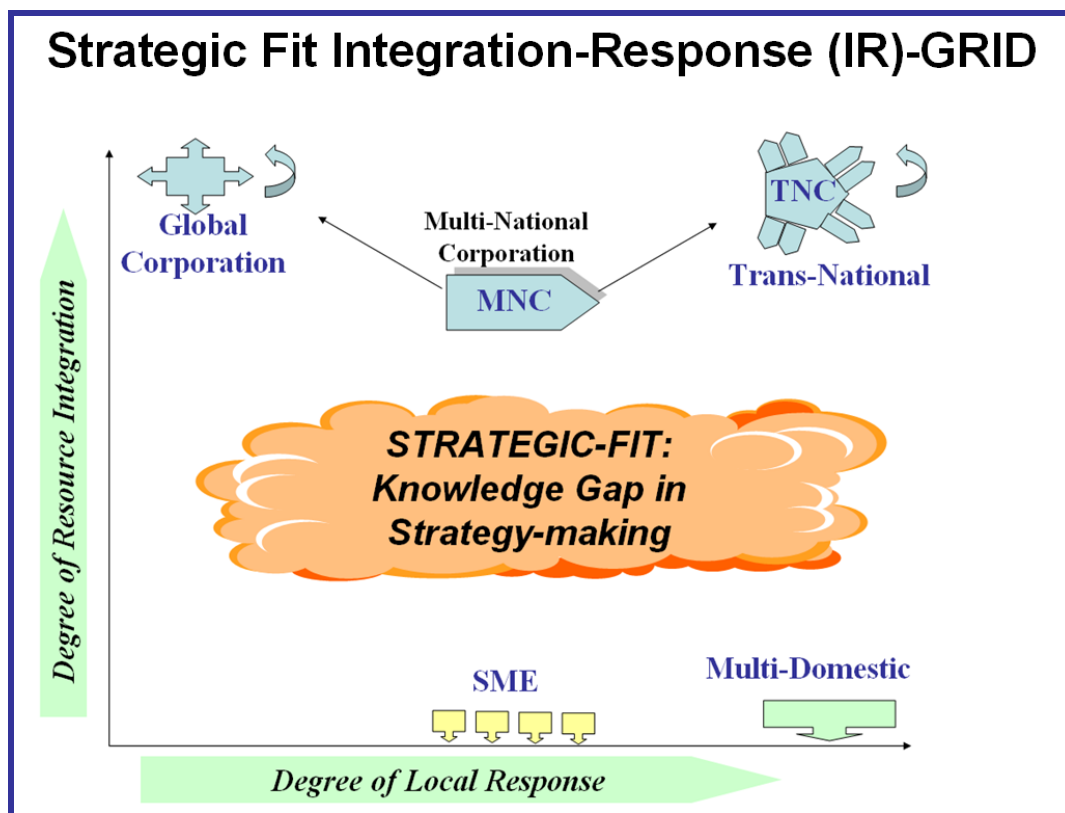 Strategic Fit Integration-Response (IR)-GRID
Global
Corporation
Multi-National
Corporation
MNC
TNC
Trans-National
Degree of Resource Integration
STRATEGIC-FIT:
Knowledge Gap in
Strategy-making
SME
Multi-Domestic
Degree of Local Response